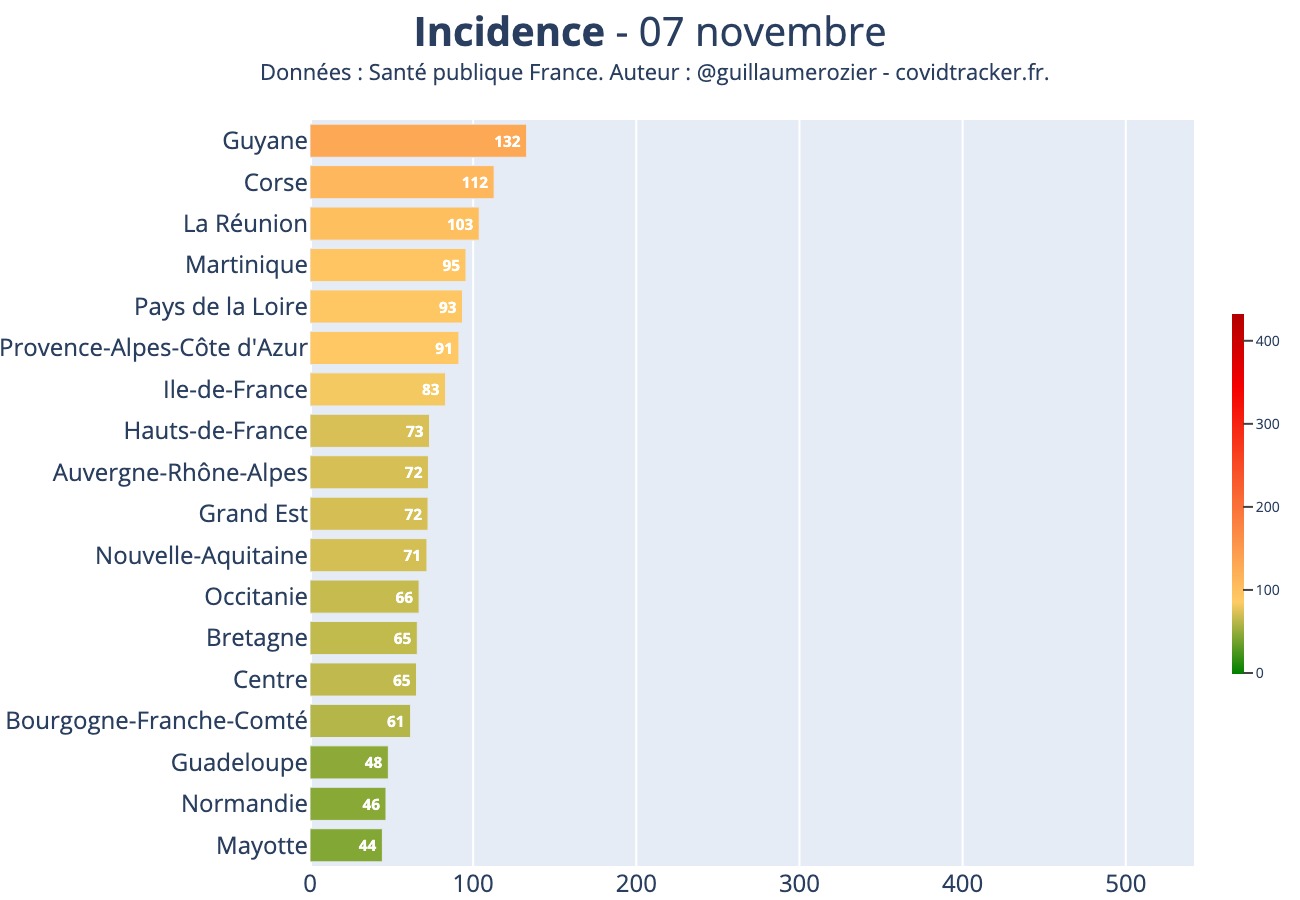 Incidence - 07 novembre
Données : Santé publique France. Auteur : @guillaumerozier - covidtracker.fr.
Guyane 132
Corse 112
La Réunion 103
Martinique 95
Pays de la Loire 93
Provence-Alpes-Côte d'Azur 91
Ile-de-France 83
Hauts-de-France 73
Auvergne-Rhône-Alpes 72
Grand Est 72
Nouvelle-Aquitaine 71
Occitanie 66
Bretagne 65
Centre 65
Bourgogne-Franche-Comté 61
Guadeloupe 48
Normandie 46
Mayotte 44
0 100 200 300 400 500
400
300
200
100
0